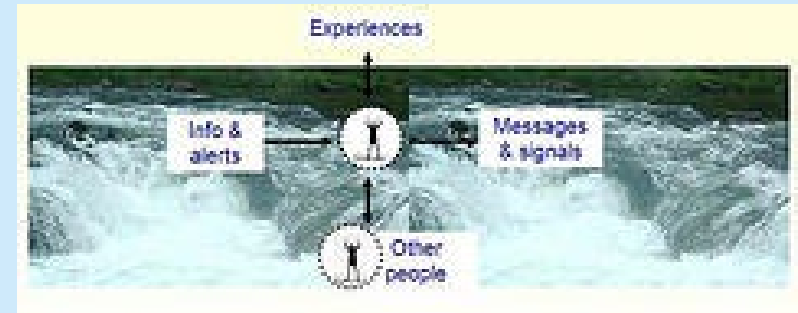 Experiences
Info &
alerts
Messages
& signals
Other
people